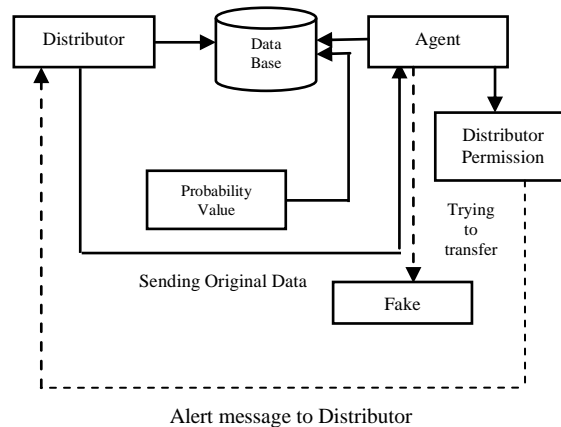 Distributor
Data
Base
Agent
Distributor
Permission
Probability
Value
Trying
to
transfer
Sending Original Data
Fake
Alert message to Distributor